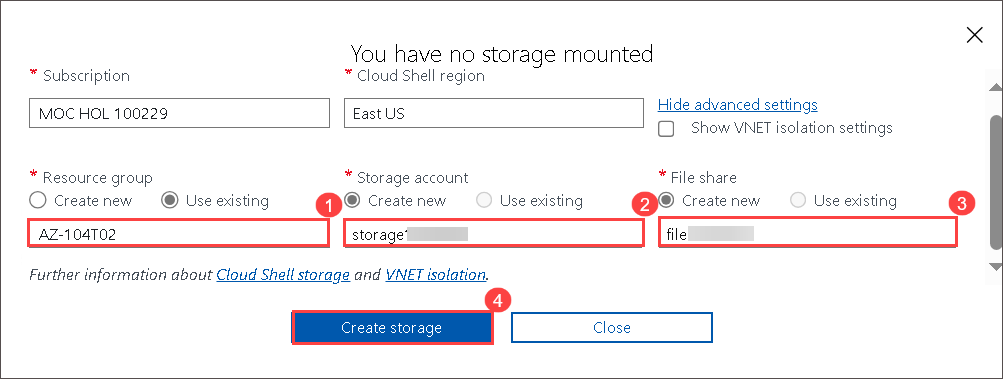 You have no storage mounted
* Subscription
* Cloud Shell region
MOC HOL 100229
East US
Hide advanced settings
Show VNET isolation settings
* Resource group
* Storage account
* File share
Create new
Use existing
1
Create new
Use existing
2
Create new
Use existing
3
AZ-104T02
storage
file
Further information about Cloud Shell storage and VNET isolation.
4
Create storage
Close